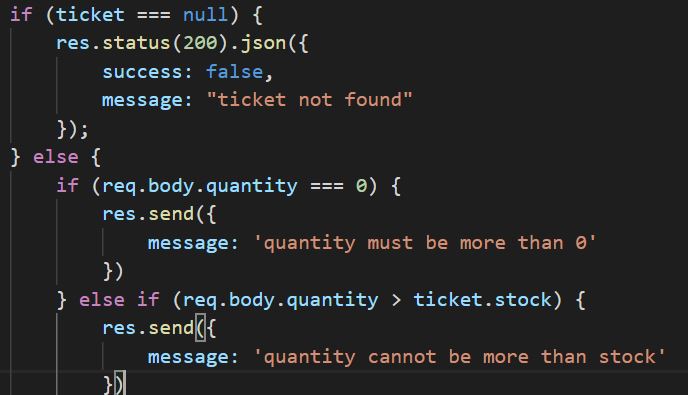 if (ticket === null) {
    res.status(200).json({
        success: false,
        message: "ticket not found"
    });
} else {
    if (req.body.quantity === 0) {
        res.send({
            message: 'quantity must be more than 0'
        })
    } else if (req.body.quantity > ticket.stock) {
        res.send({
            message: 'quantity cannot be more than stock'
        })